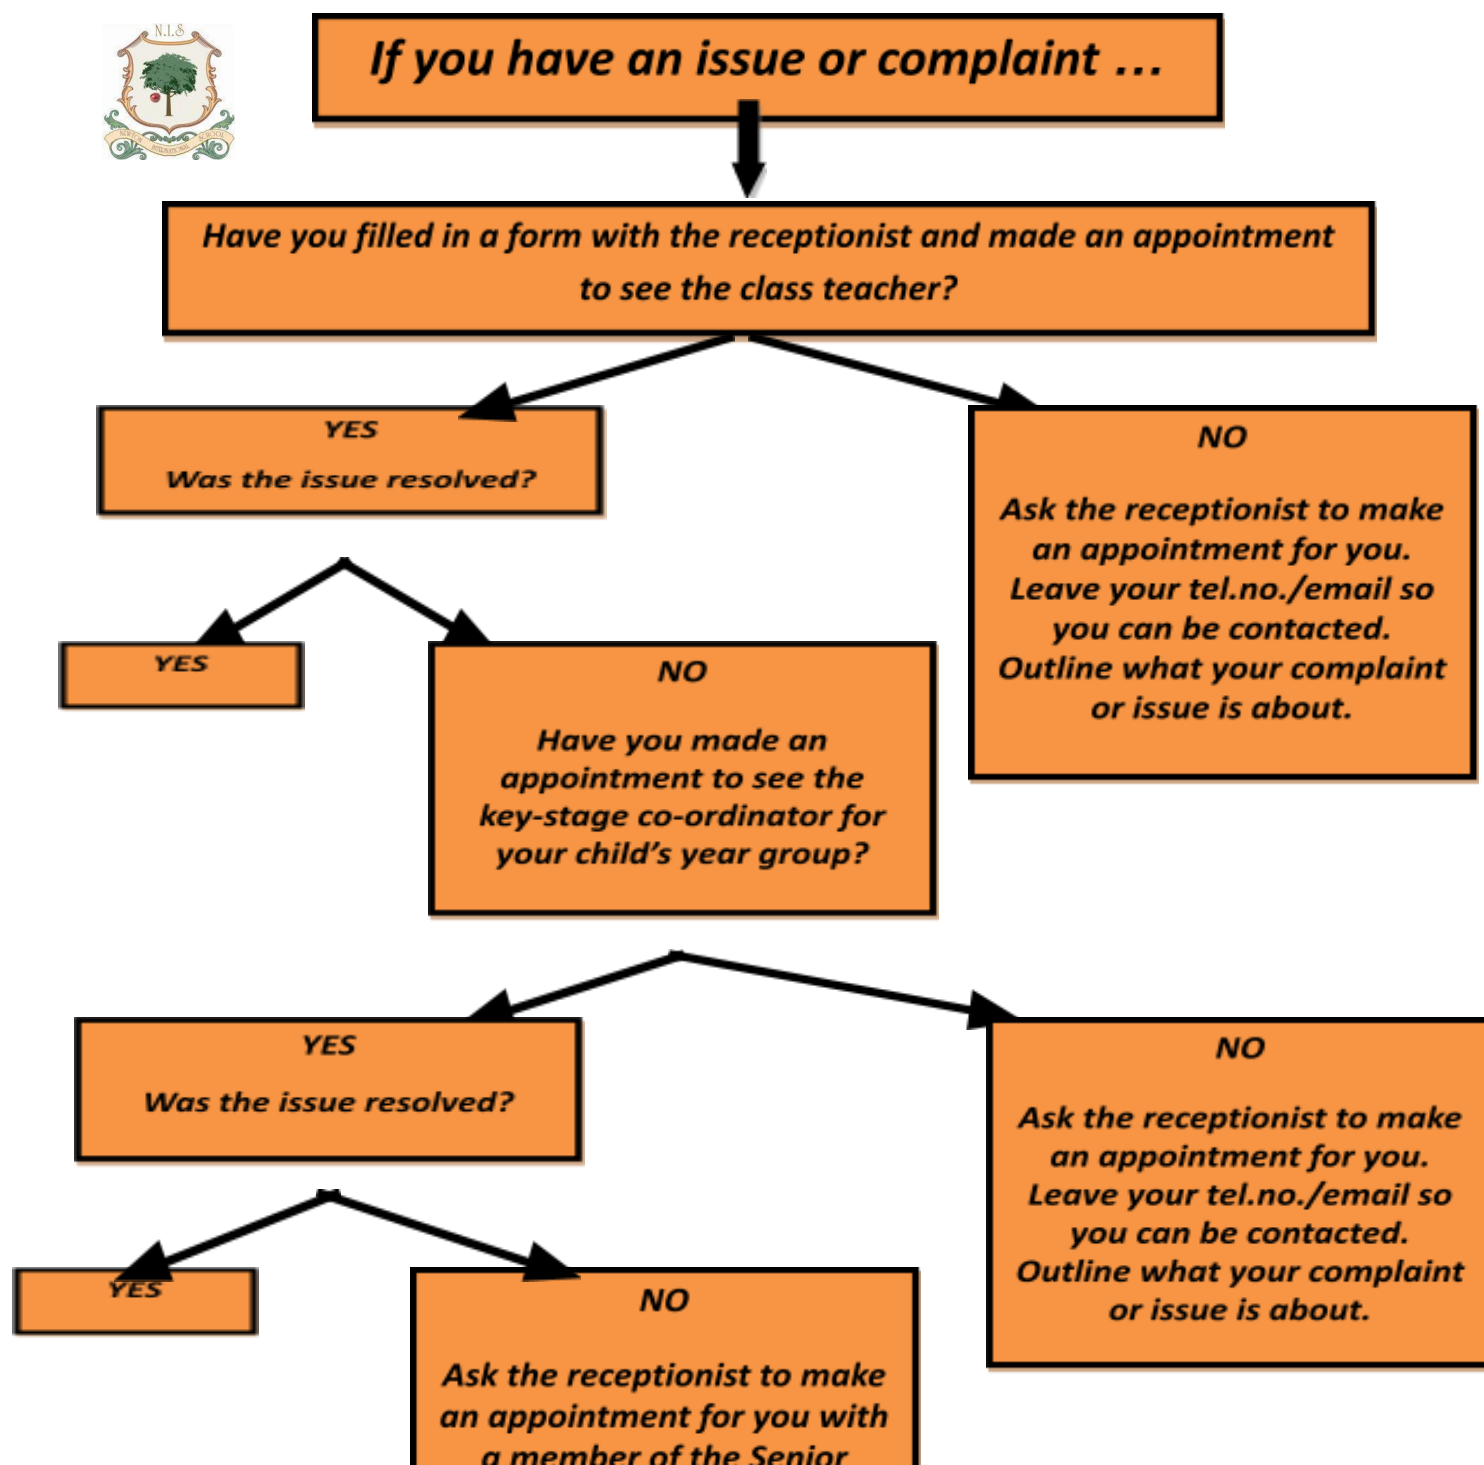 N.I.S
NEWTON INTERNATIONAL SCHOOL
If you have an issue or complaint ...
Have you filled in a form with the receptionist and made an appointment
to see the class teacher?
YES
Was the issue resolved?
NO
Ask the receptionist to make
an appointment for you.
Leave your tel.no./email so
you can be contacted.
Outline what your complaint
or issue is about.
YES
NO
Have you made an
appointment to see the
key-stage co-ordinator for
your child's year group?
YES
Was the issue resolved?
NO
Ask the receptionist to make
an appointment for you.
Leave your tel.no./email so
you can be contacted.
Outline what your complaint
or issue is about.
YES
NO
Ask the receptionist to make
an appointment for you with
a member of the Senior